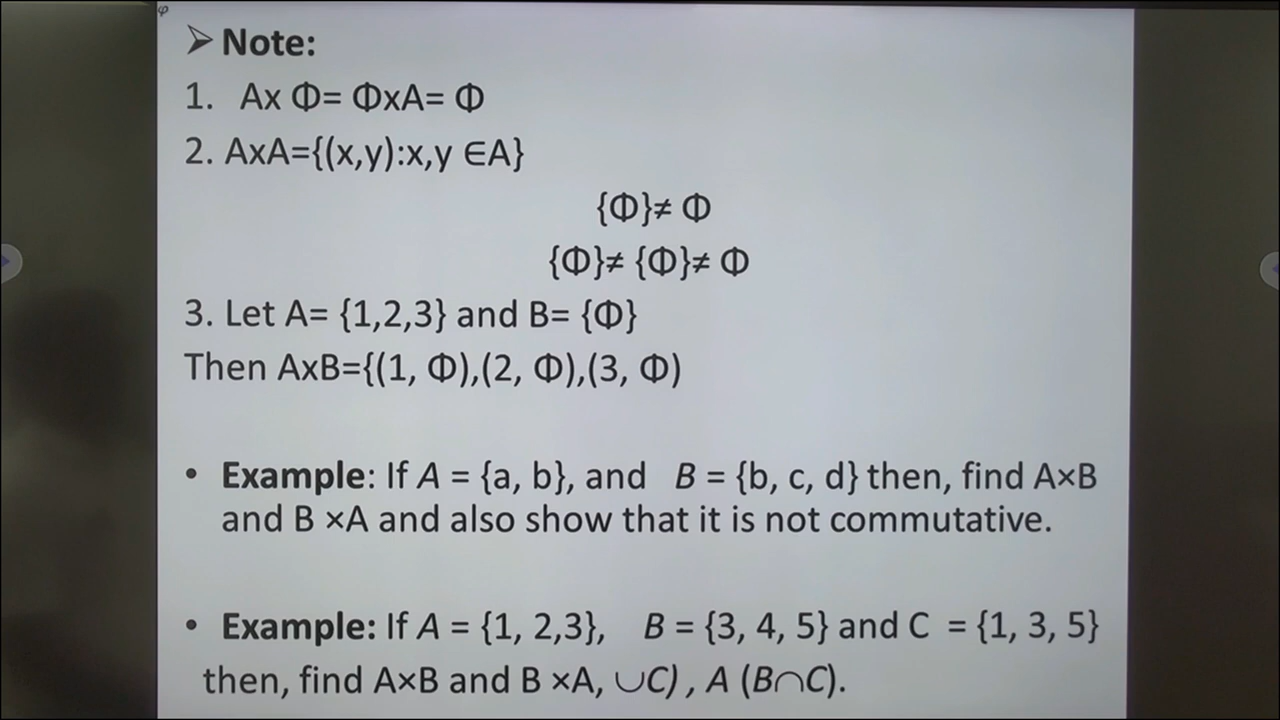 φ
➢ Note:
1. Ax Φ= ΦxA= Φ
2. AxA={(x,y):x,y ∈A}
{Φ}≠ Φ
{Φ}≠ {Φ}≠ Φ
3. Let A= {1,2,3} and B= {Φ}
Then AxB={(1, Φ),(2, Φ),(3, Φ)
• Example: If A = {a, b}, and B = {b, c, d} then, find A×B
and B ×A and also show that it is not commutative.
• Example: If A = {1, 2,3}, B = {3, 4, 5} and C = {1, 3, 5}
then, find A×B and B ×A, ∪C) , A (B∩C).